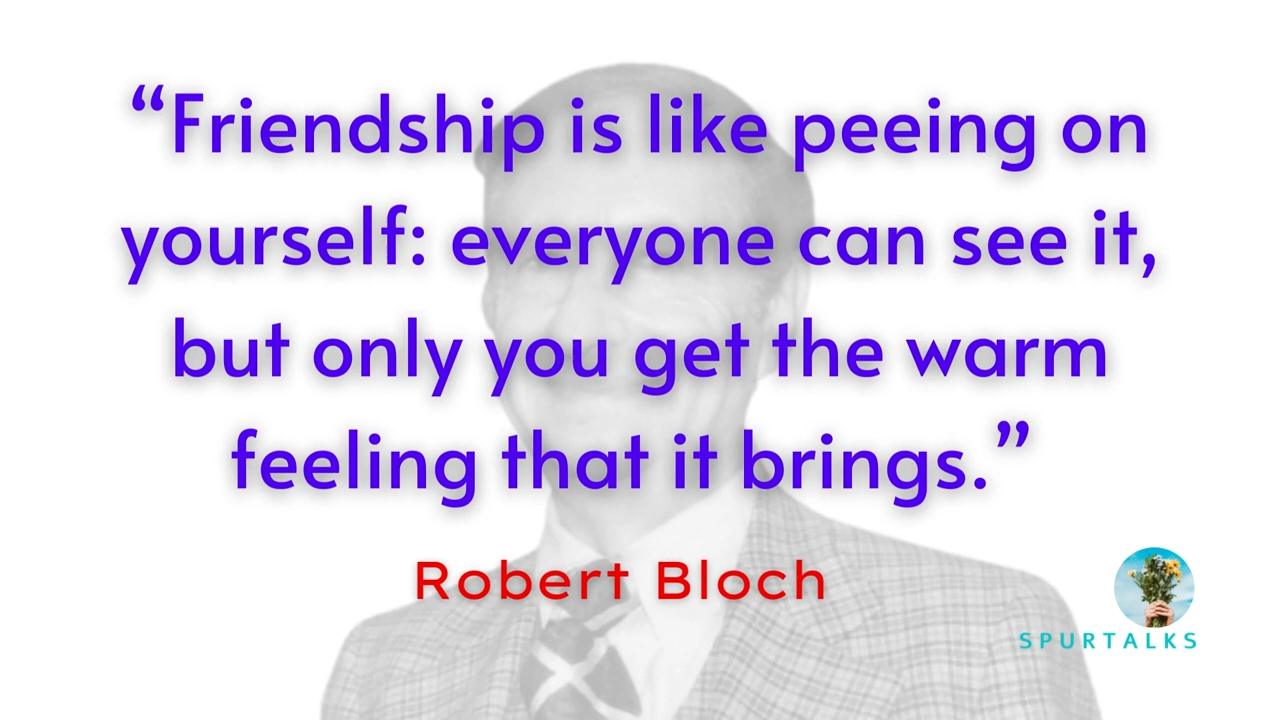 “Friendship is like peeing on
yourself: everyone can see it,
but only you get the warm
feeling that it brings.”
Robert Bloch
SPURTALKS